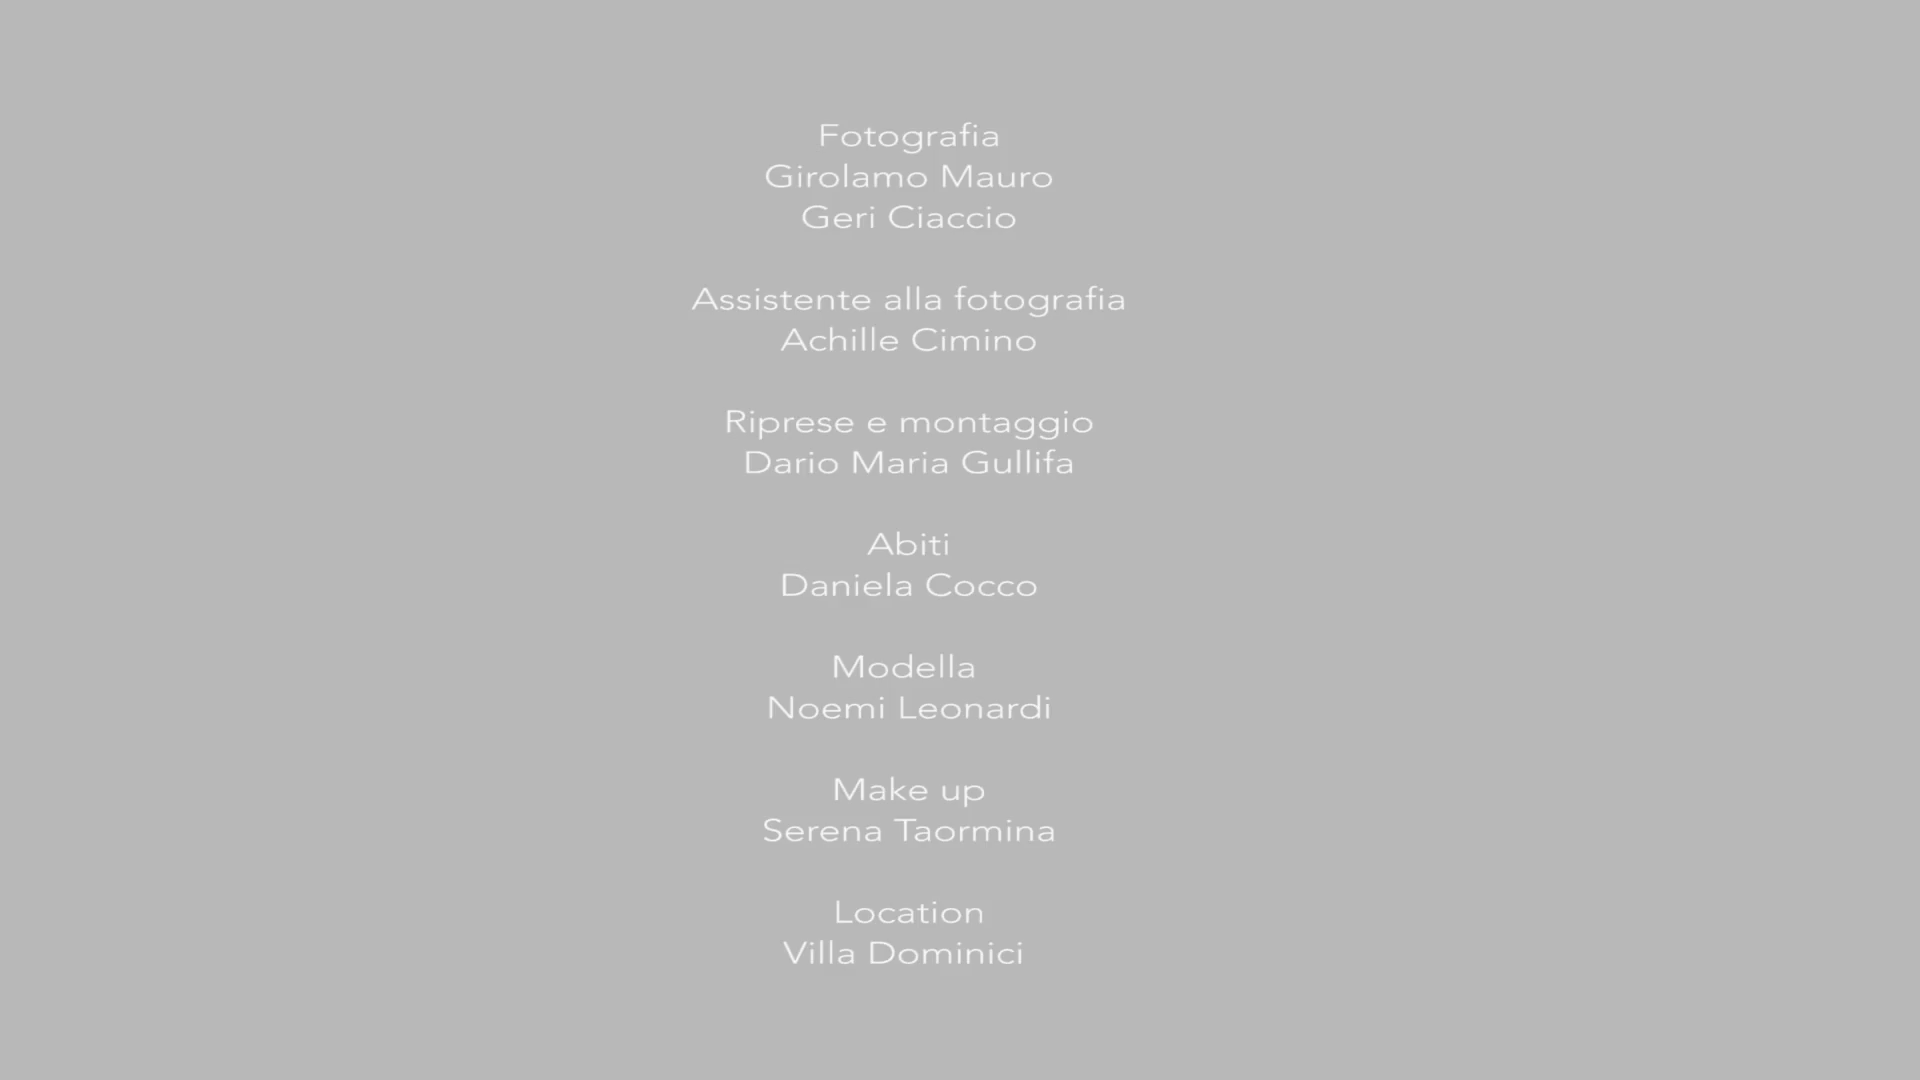 Fotografia
Girolamo Mauro
Geri Ciaccio
Assistente alla fotografia
Achille Cimino
Riprese e montaggio
Dario Maria Gullifa
Abiti
Daniela Cocco
Modella
Noemi Leonardi
Make up
Serena Taormina
Location
Villa Dominici